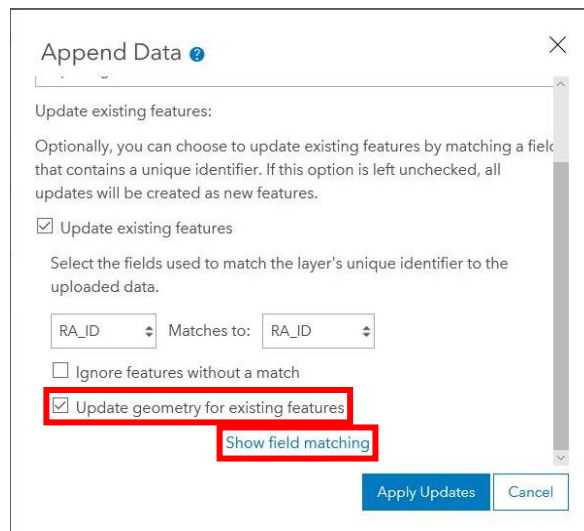 Append Data ?
Update existing features:
Optionally, you can choose to update existing features by matching a field
that contains a unique identifier. If this option is left unchecked, all
updates will be created as new features.
Update existing features
Select the fields used to match the layer's unique identifier to the
uploaded data.
RA_ID Matches to: RA_ID
Ignore features without a match
Update geometry for existing features
Show field matching
Apply Updates Cancel